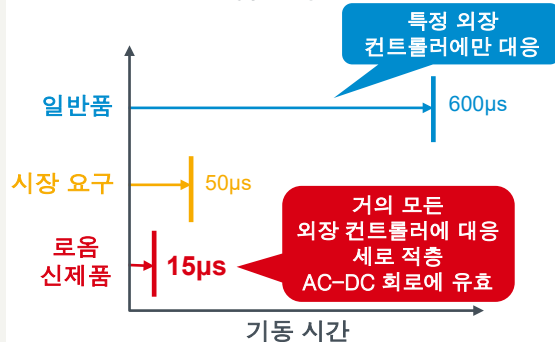 특정 외장
컨트롤러에만 대응
일반품
600μs
시장 요구
50μs
로옴
신제품
15μs
거의 모든
외장 컨트롤러에 대응
세로 적층
AC-DC 회로에 유효
기동 시간